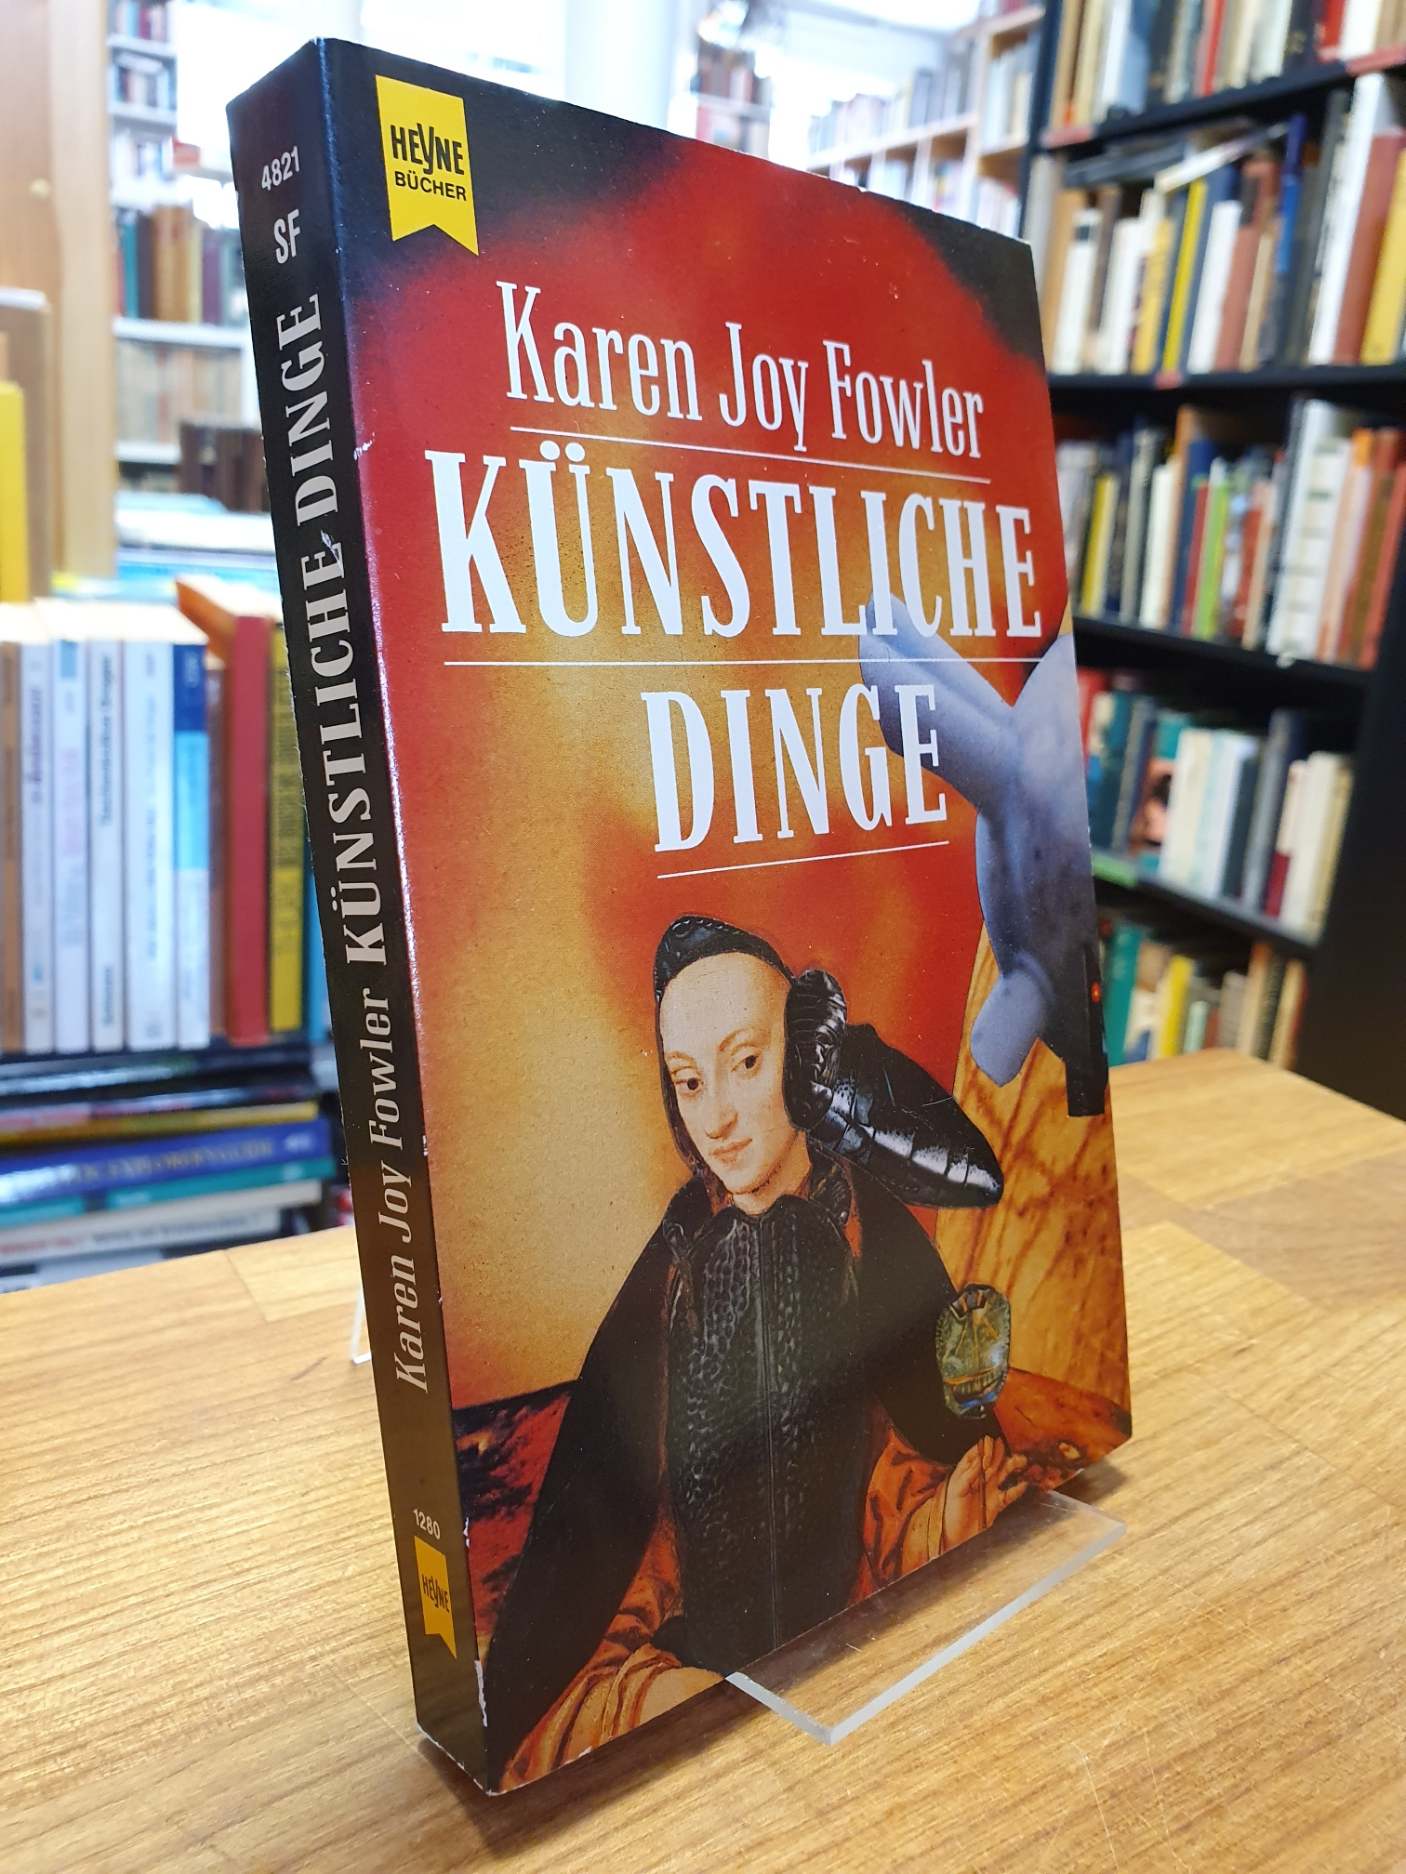 HEYNE
BÜCHER
Karen Joy Fowler
KÜNSTLICHE
DINGE
4821
SF
Karen Joy Fowler KÜNSTLICHE DINGE
1280
HEYNE